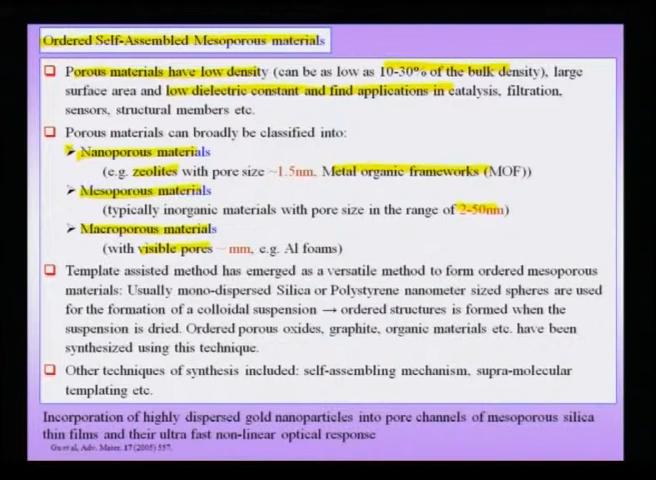 Ordered Self-Assembled Mesoporous materials
❑ Porous materials have low density (can be as low as 10-30% of the bulk density), large
surface area and low dielectric constant and find applications in catalysis, filtration,
sensors, structural members etc.
❑ Porous materials can broadly be classified into:
➤ Nanoporous materials
(e.g. zeolites with pore size ~1.5nm, Metal organic frameworks (MOF))
➤ Mesoporous materials
(typically inorganic materials with pore size in the range of 2-50nm)
➤ Macroporous materials
(with visible pores ~ mm, e.g. Al foams)
❑ Template assisted method has emerged as a versatile method to form ordered mesoporous
materials: Usually mono-dispersed Silica or Polystyrene nanometer sized spheres are used
for the formation of a colloidal suspension → ordered structures is formed when the
suspension is dried. Ordered porous oxides, graphite, organic materials etc. have been
synthesized using this technique.
❑ Other techniques of synthesis included: self-assembling mechanism, supra-molecular
templating etc.
Incorporation of highly dispersed gold nanoparticles into pore channels of mesoporous silica
thin films and their ultra fast non-linear optical response
Gu et al, Adv. Mater. 17 (2005) 557.